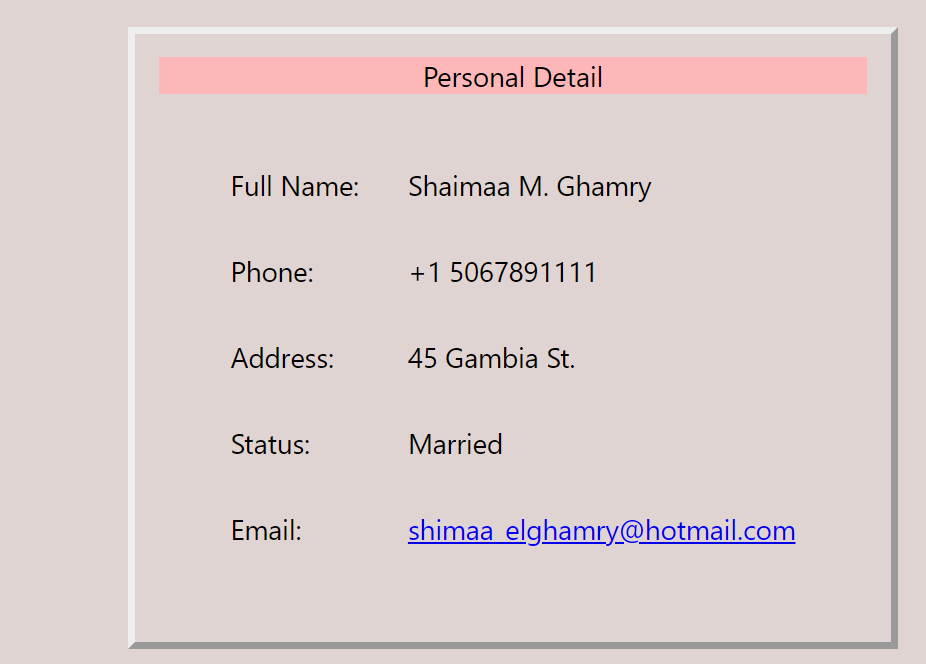 Personal Detail
Full Name: Shaimaa M. Ghamry
Phone: +1 5067891111
Address: 45 Gambia St.
Status: Married
Email: shimaa_elghamry@hotmail.com